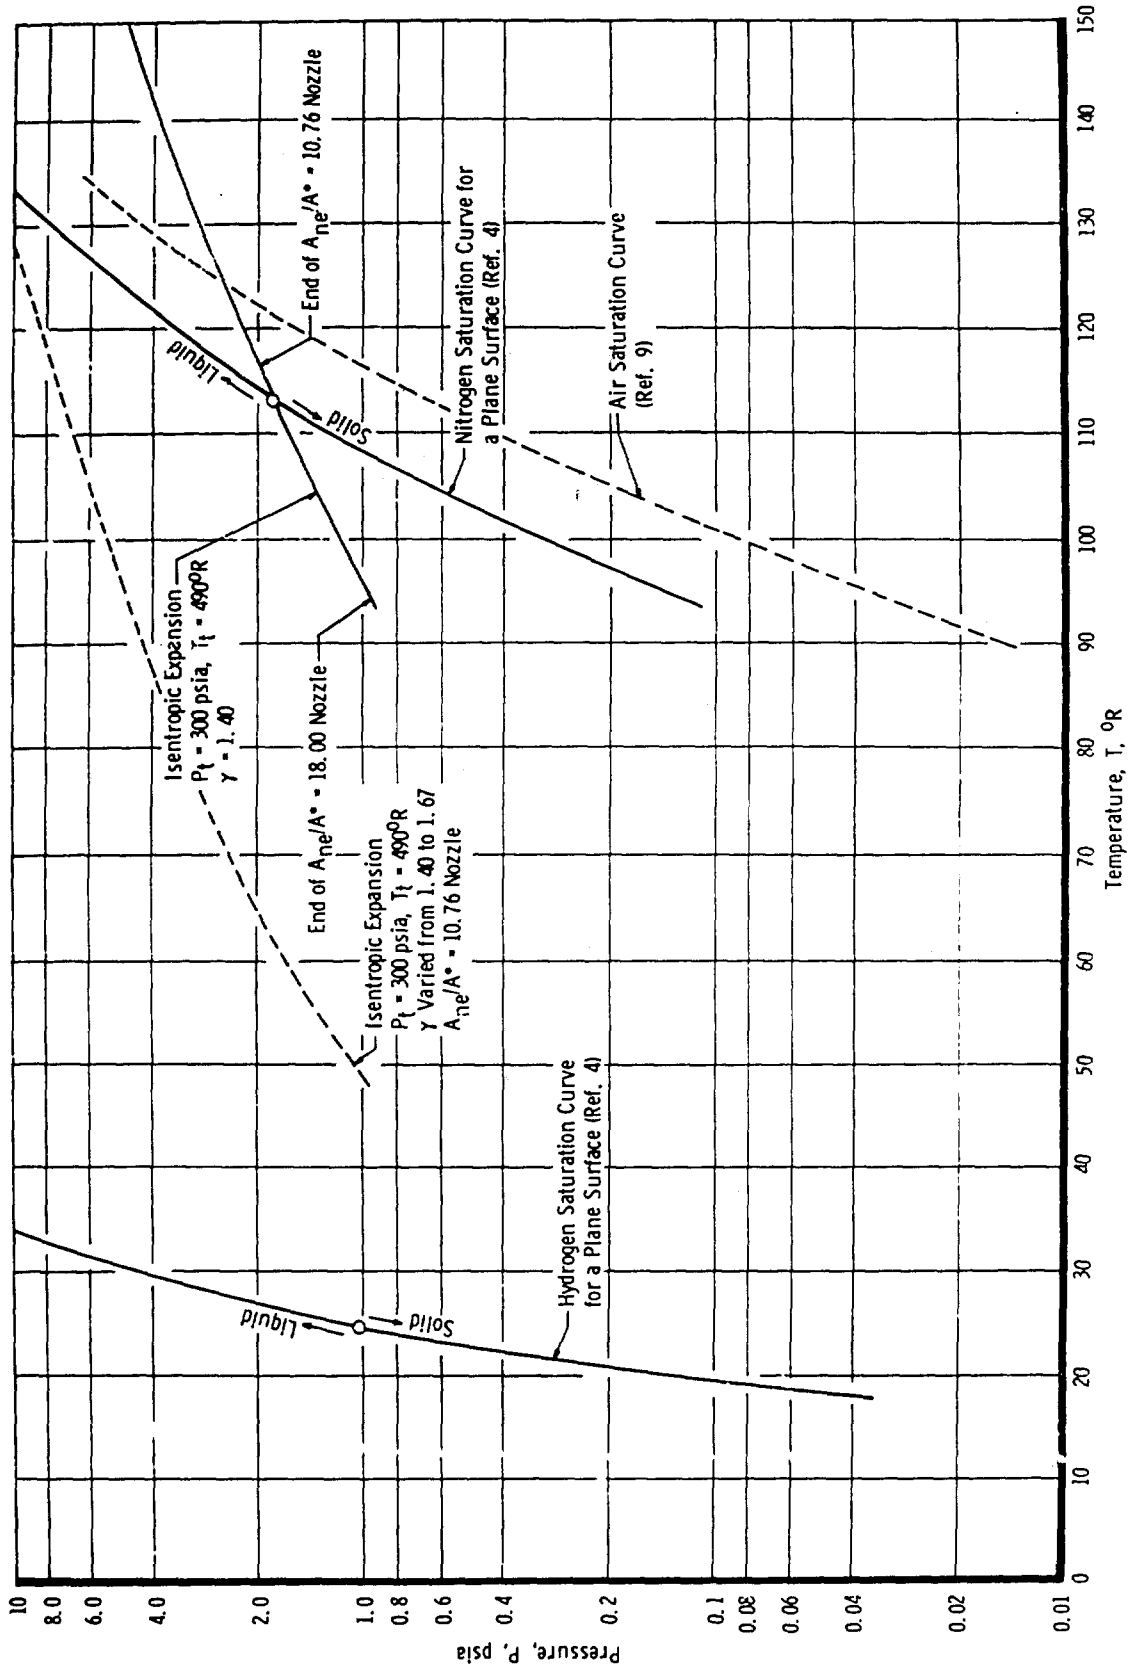 10
8.0
6.0
4.0
2.0
1.0
0.8
0.6
0.4
0.2
0.1
0.08
0.06
0.04
0.02
0.01
Pressure, P, psia
0
10
20
30
40
50
60
70
80
90
100
110
120
130
140
150
Temperature, T, °R
Liquid
Solid
Hydrogen Saturation Curve
for a Plane Surface (Ref. 4)
Isentropic Expansion
Pt = 300 psia, Tt = 490°R
γ Varied from 1.40 to 1.67
Ane/A* = 10.76 Nozzle
End of Ane/A* = 18.00 Nozzle
Isentropic Expansion
Pt = 300 psia, Tt = 490°R
γ = 1.40
Liquid
Solid
End of Ane/A* = 10.76 Nozzle
Nitrogen Saturation Curve for
a Plane Surface (Ref. 4)
Air Saturation Curve
(Ref. 9)